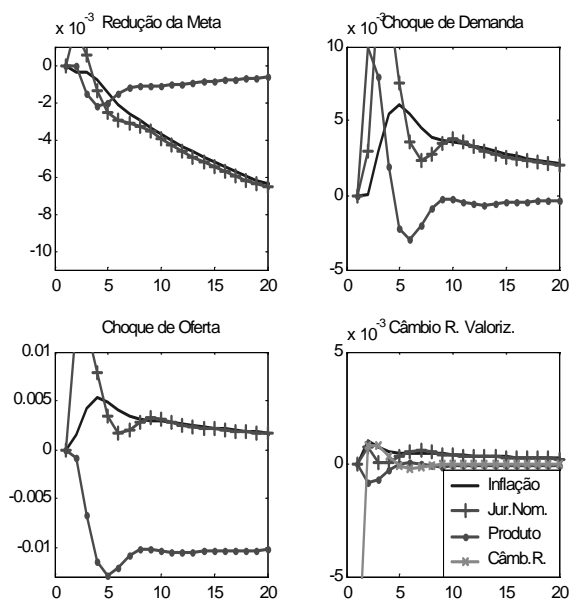 x 10⁻³ Redução da Meta
0
-2
-4
-6
-8
-10
0 5 10 15 20
x 10⁻³ Choque de Demanda
10
5
0
-5
0 5 10 15 20
Choque de Oferta
0.01
0.005
0
-0.005
-0.01
0 5 10 15 20
x 10⁻³ Câmbio R. Valoriz.
5
0
-5
0 5 10 15 20
Inflação
Jur.Nom.
Produto
Câmb.R.